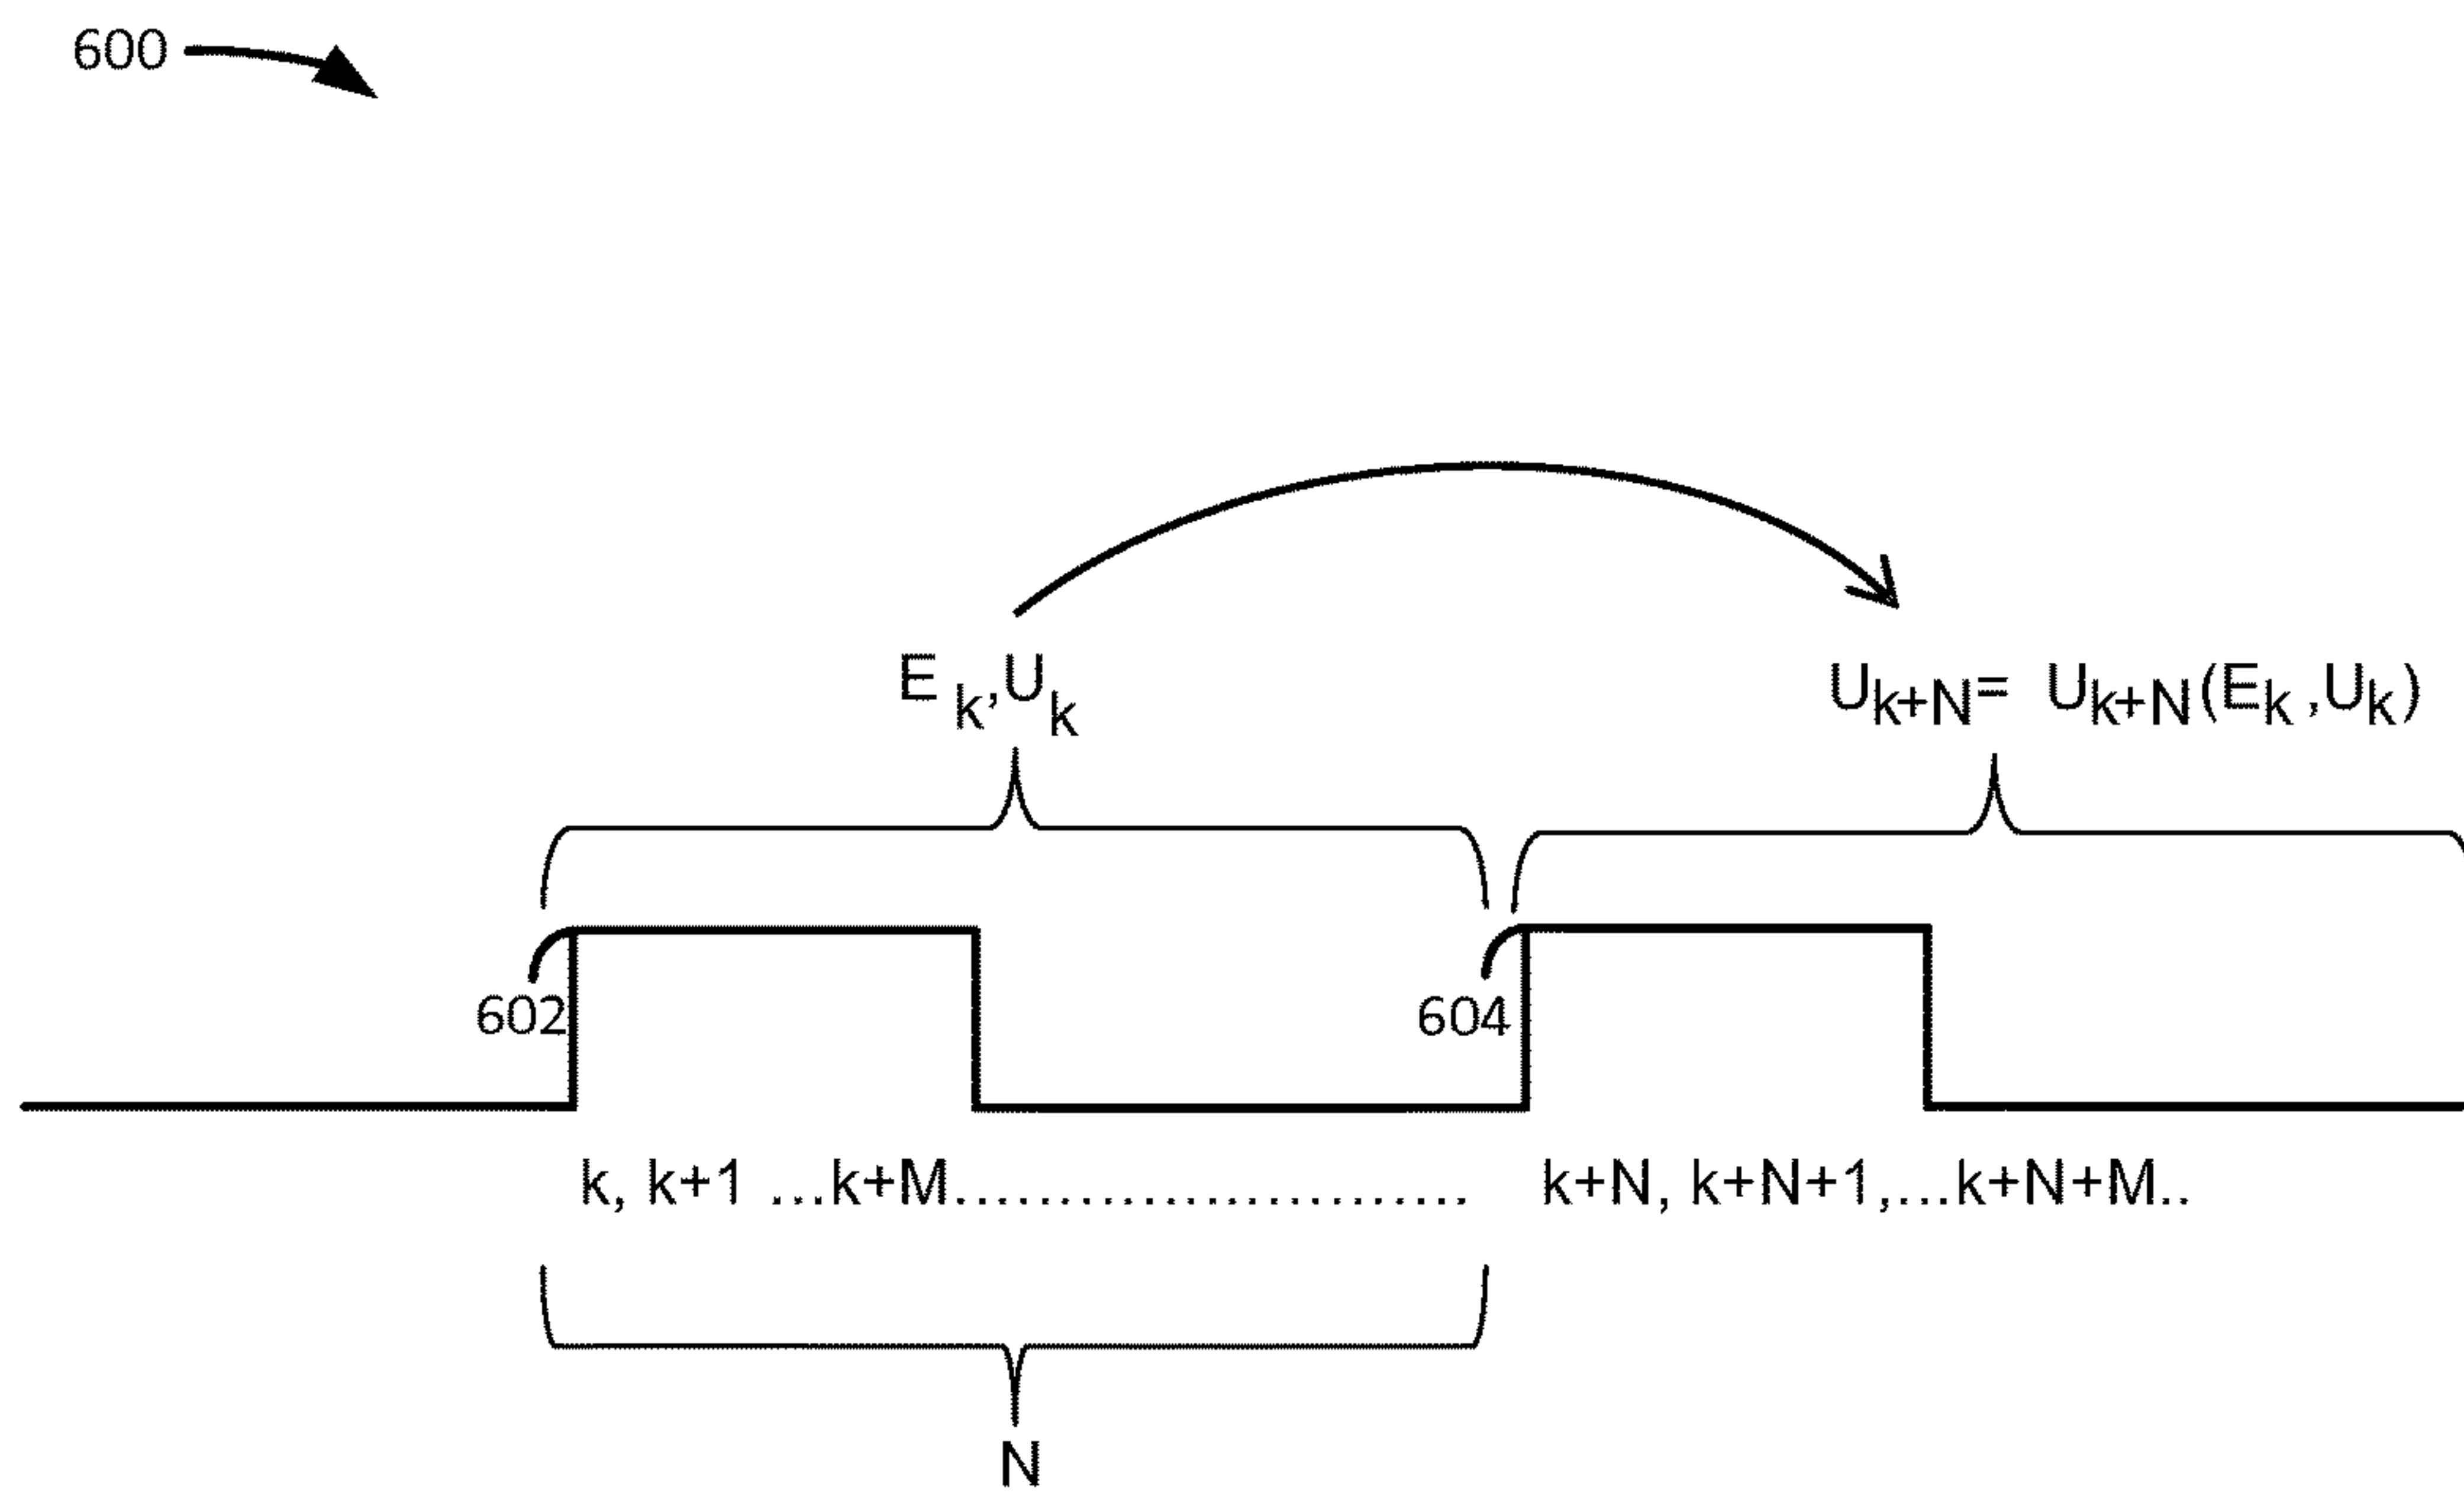 600
E k,Uk
Uk+N= Uk+N(Ek ,Uk)
602
604
k, k+1 ...k+M.........................
k+N, k+N+1,...k+N+M..
N